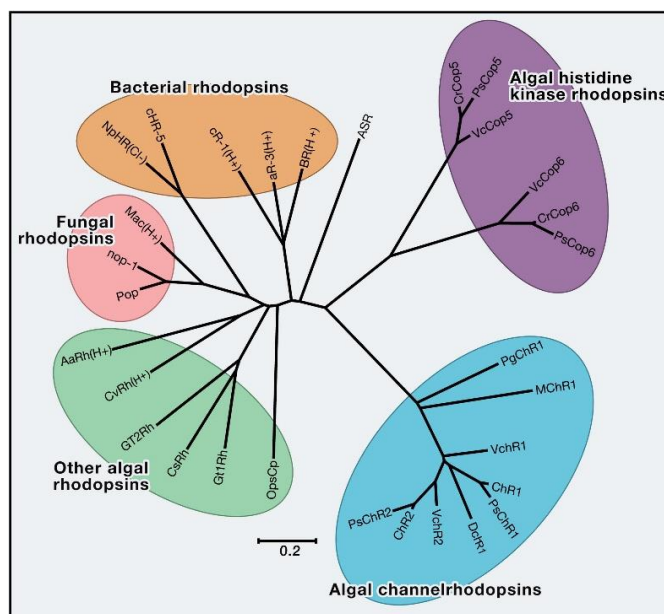 Bacterial rhodopsins
NpHR(Cl-)
cHR-5
cR-1(H+)
aR-3(H+)
BR(H+)
ASR
Algal histidine
kinase rhodopsins
CrCop5
PsCop5
VcCop5
VcCop6
CrCop6
PsCop6
Fungal
rhodopsins
Mac(H+)
nop-1
Pop
AaRh(H+)
CvRh(H+)
GT2Rh
CsRh
Gt1Rh
OpsCp
Other algal
rhodopsins
0.2
PgChR1
MChR1
VchR1
ChR1
PsChR1
DchR1
VchR2
ChR2
PsChR2
Algal channelrhodopsins